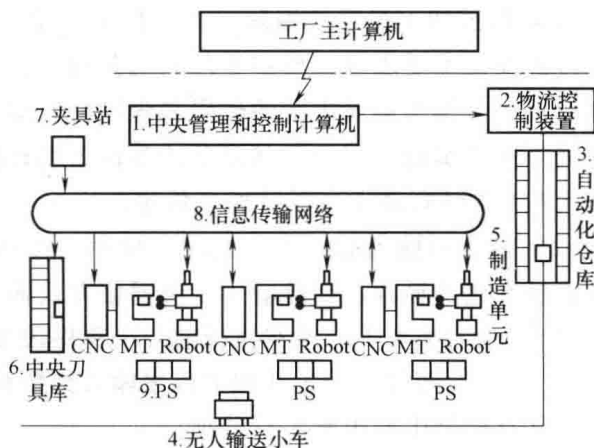 工厂主计算机
1.中央管理和控制计算机
2.物流控
制装置
7.夹具站
3.自动化仓库
8.信息传输网络
5.制造单元
CNC MT Robot CNC MT Robot CNC MT Robot
6.中央刀
具库
9.PS PS PS
4.无人输送小车